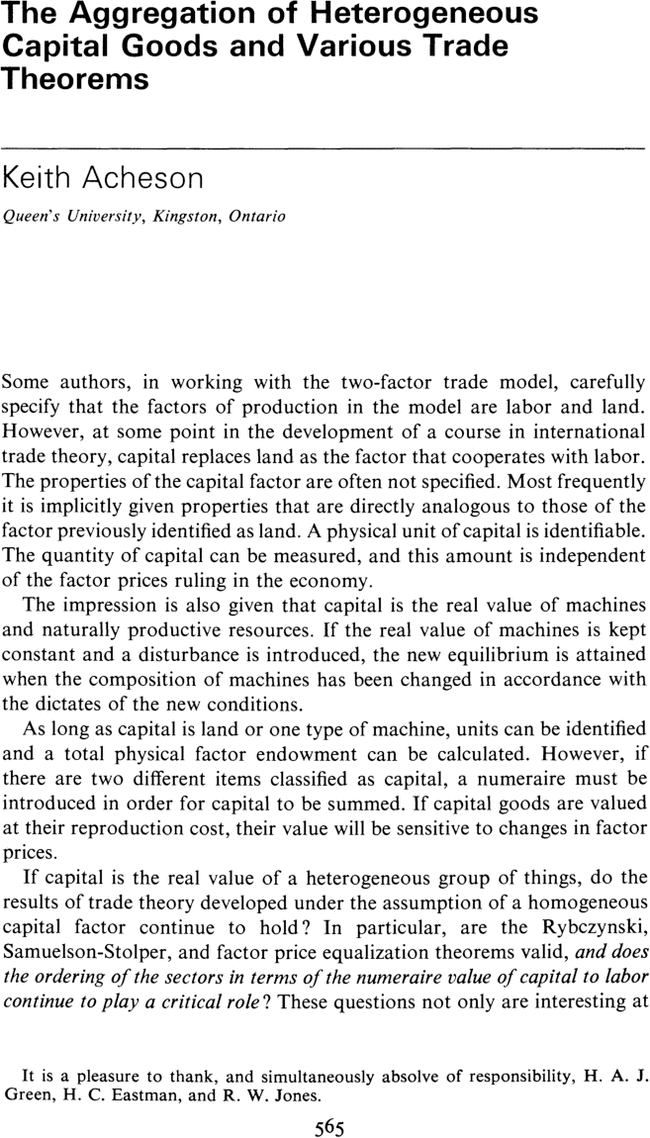 The Aggregation of Heterogeneous
Capital Goods and Various Trade
Theorems
Keith Acheson
Queen's University, Kingston, Ontario
Some authors, in working with the two-factor trade model, carefully
specify that the factors of production in the model are labor and land.
However, at some point in the development of a course in international
trade theory, capital replaces land as the factor that cooperates with labor.
The properties of the capital factor are often not specified. Most frequently
it is implicitly given properties that are directly analogous to those of the
factor previously identified as land. A physical unit of capital is identifiable.
The quantity of capital can be measured, and this amount is independent
of the factor prices ruling in the economy.
The impression is also given that capital is the real value of machines
and naturally productive resources. If the real value of machines is kept
constant and a disturbance is introduced, the new equilibrium is attained
when the composition of machines has been changed in accordance with
the dictates of the new conditions.
As long as capital is land or one type of machine, units can be identified
and a total physical factor endowment can be calculated. However, if
there are two different items classified as capital, a numeraire must be
introduced in order for capital to be summed. If capital goods are valued
at their reproduction cost, their value will be sensitive to changes in factor
prices.
If capital is the real value of a heterogeneous group of things, do the
results of trade theory developed under the assumption of a homogeneous
capital factor continue to hold? In particular, are the Rybczynski,
Samuelson-Stolper, and factor price equalization theorems valid, and does
the ordering of the sectors in terms of the numeraire value of capital to labor
continue to play a critical role? These questions not only are interesting at
It is a pleasure to thank, and simultaneously absolve of responsibility, H. A. J.
Green, H. C. Eastman, and R. W. Jones.
565